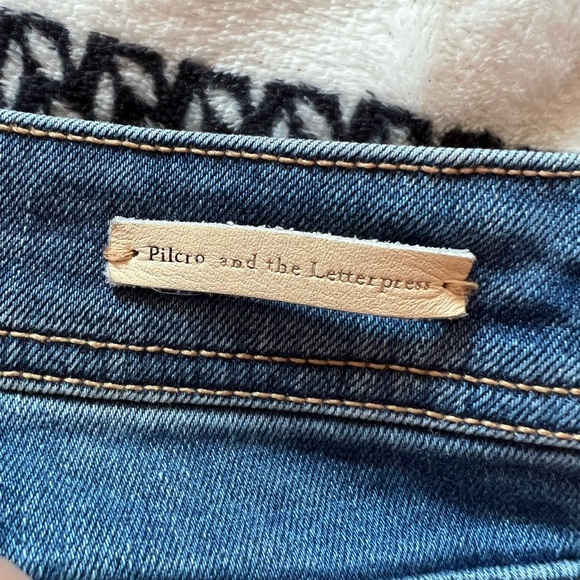 Pilcro and the Letterpress